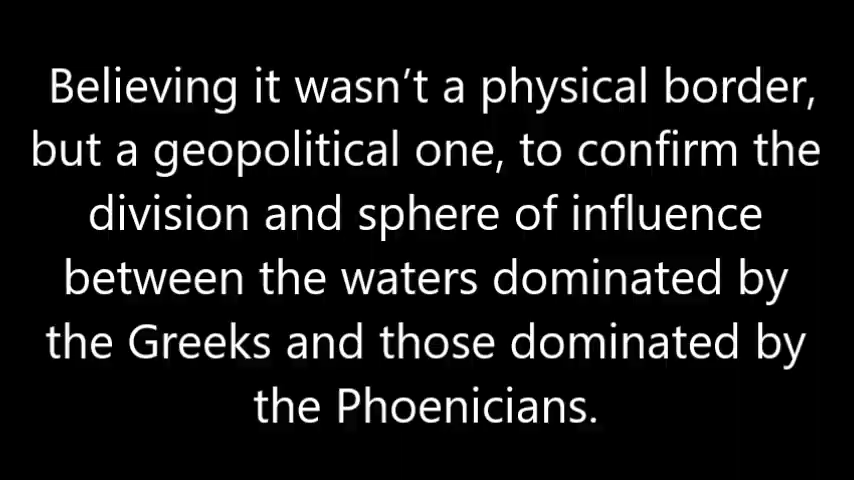 Believing it wasn’t a physical border,
but a geopolitical one, to confirm the
division and sphere of influence
between the waters dominated by
the Greeks and those dominated by
the Phoenicians.